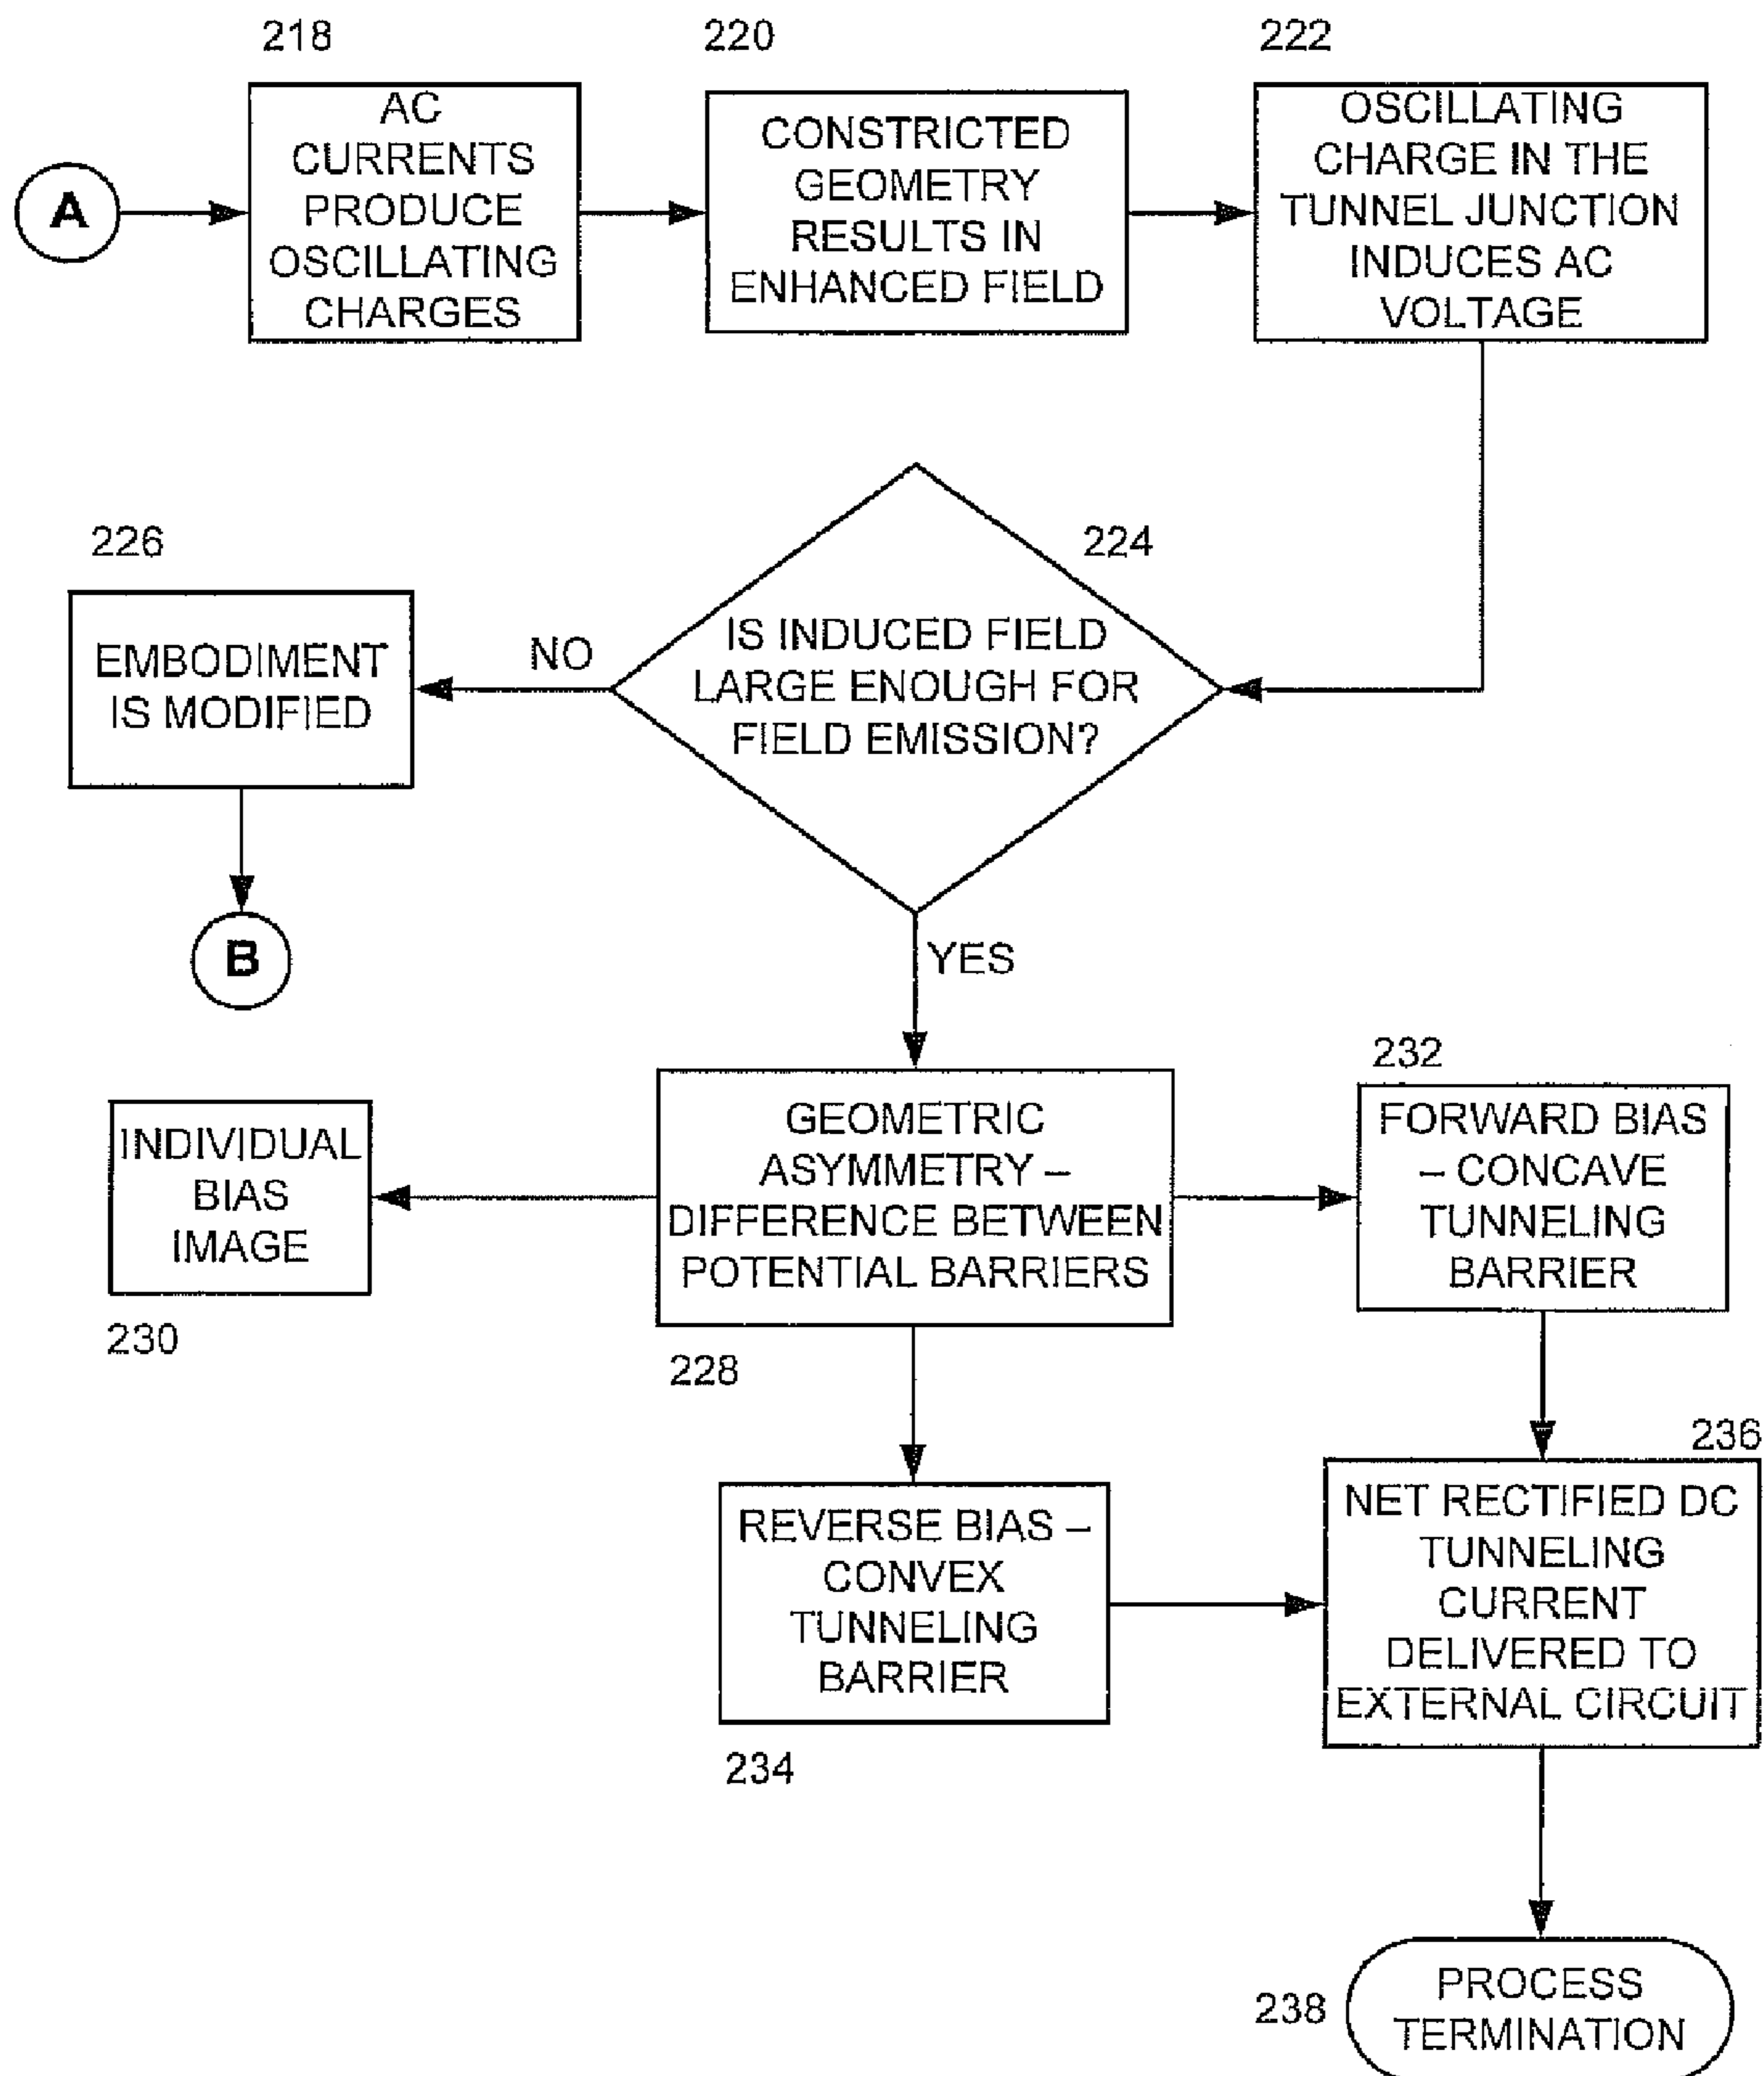 218
220
222
A
AC
CURRENTS
PRODUCE
OSCILLATING
CHARGES
CONSTRICTED
GEOMETRY
RESULTS IN
ENHANCED FIELD
OSCILLATING
CHARGE IN THE
TUNNEL JUNCTION
INDUCES AC
VOLTAGE
224
IS INDUCED FIELD
LARGE ENOUGH FOR
FIELD EMISSION?
NO
226
EMBODIMENT
IS MODIFIED
B
YES
GEOMETRIC
ASYMMETRY –
DIFFERENCE BETWEEN
POTENTIAL BARRIERS
228
INDIVIDUAL
BIAS
IMAGE
230
232
FORWARD BIAS
– CONCAVE
TUNNELING
BARRIER
REVERSE BIAS –
CONVEX
TUNNELING
BARRIER
234
236
NET RECTIFIED DC
TUNNELING
CURRENT
DELIVERED TO
EXTERNAL CIRCUIT
238
PROCESS
TERMINATION